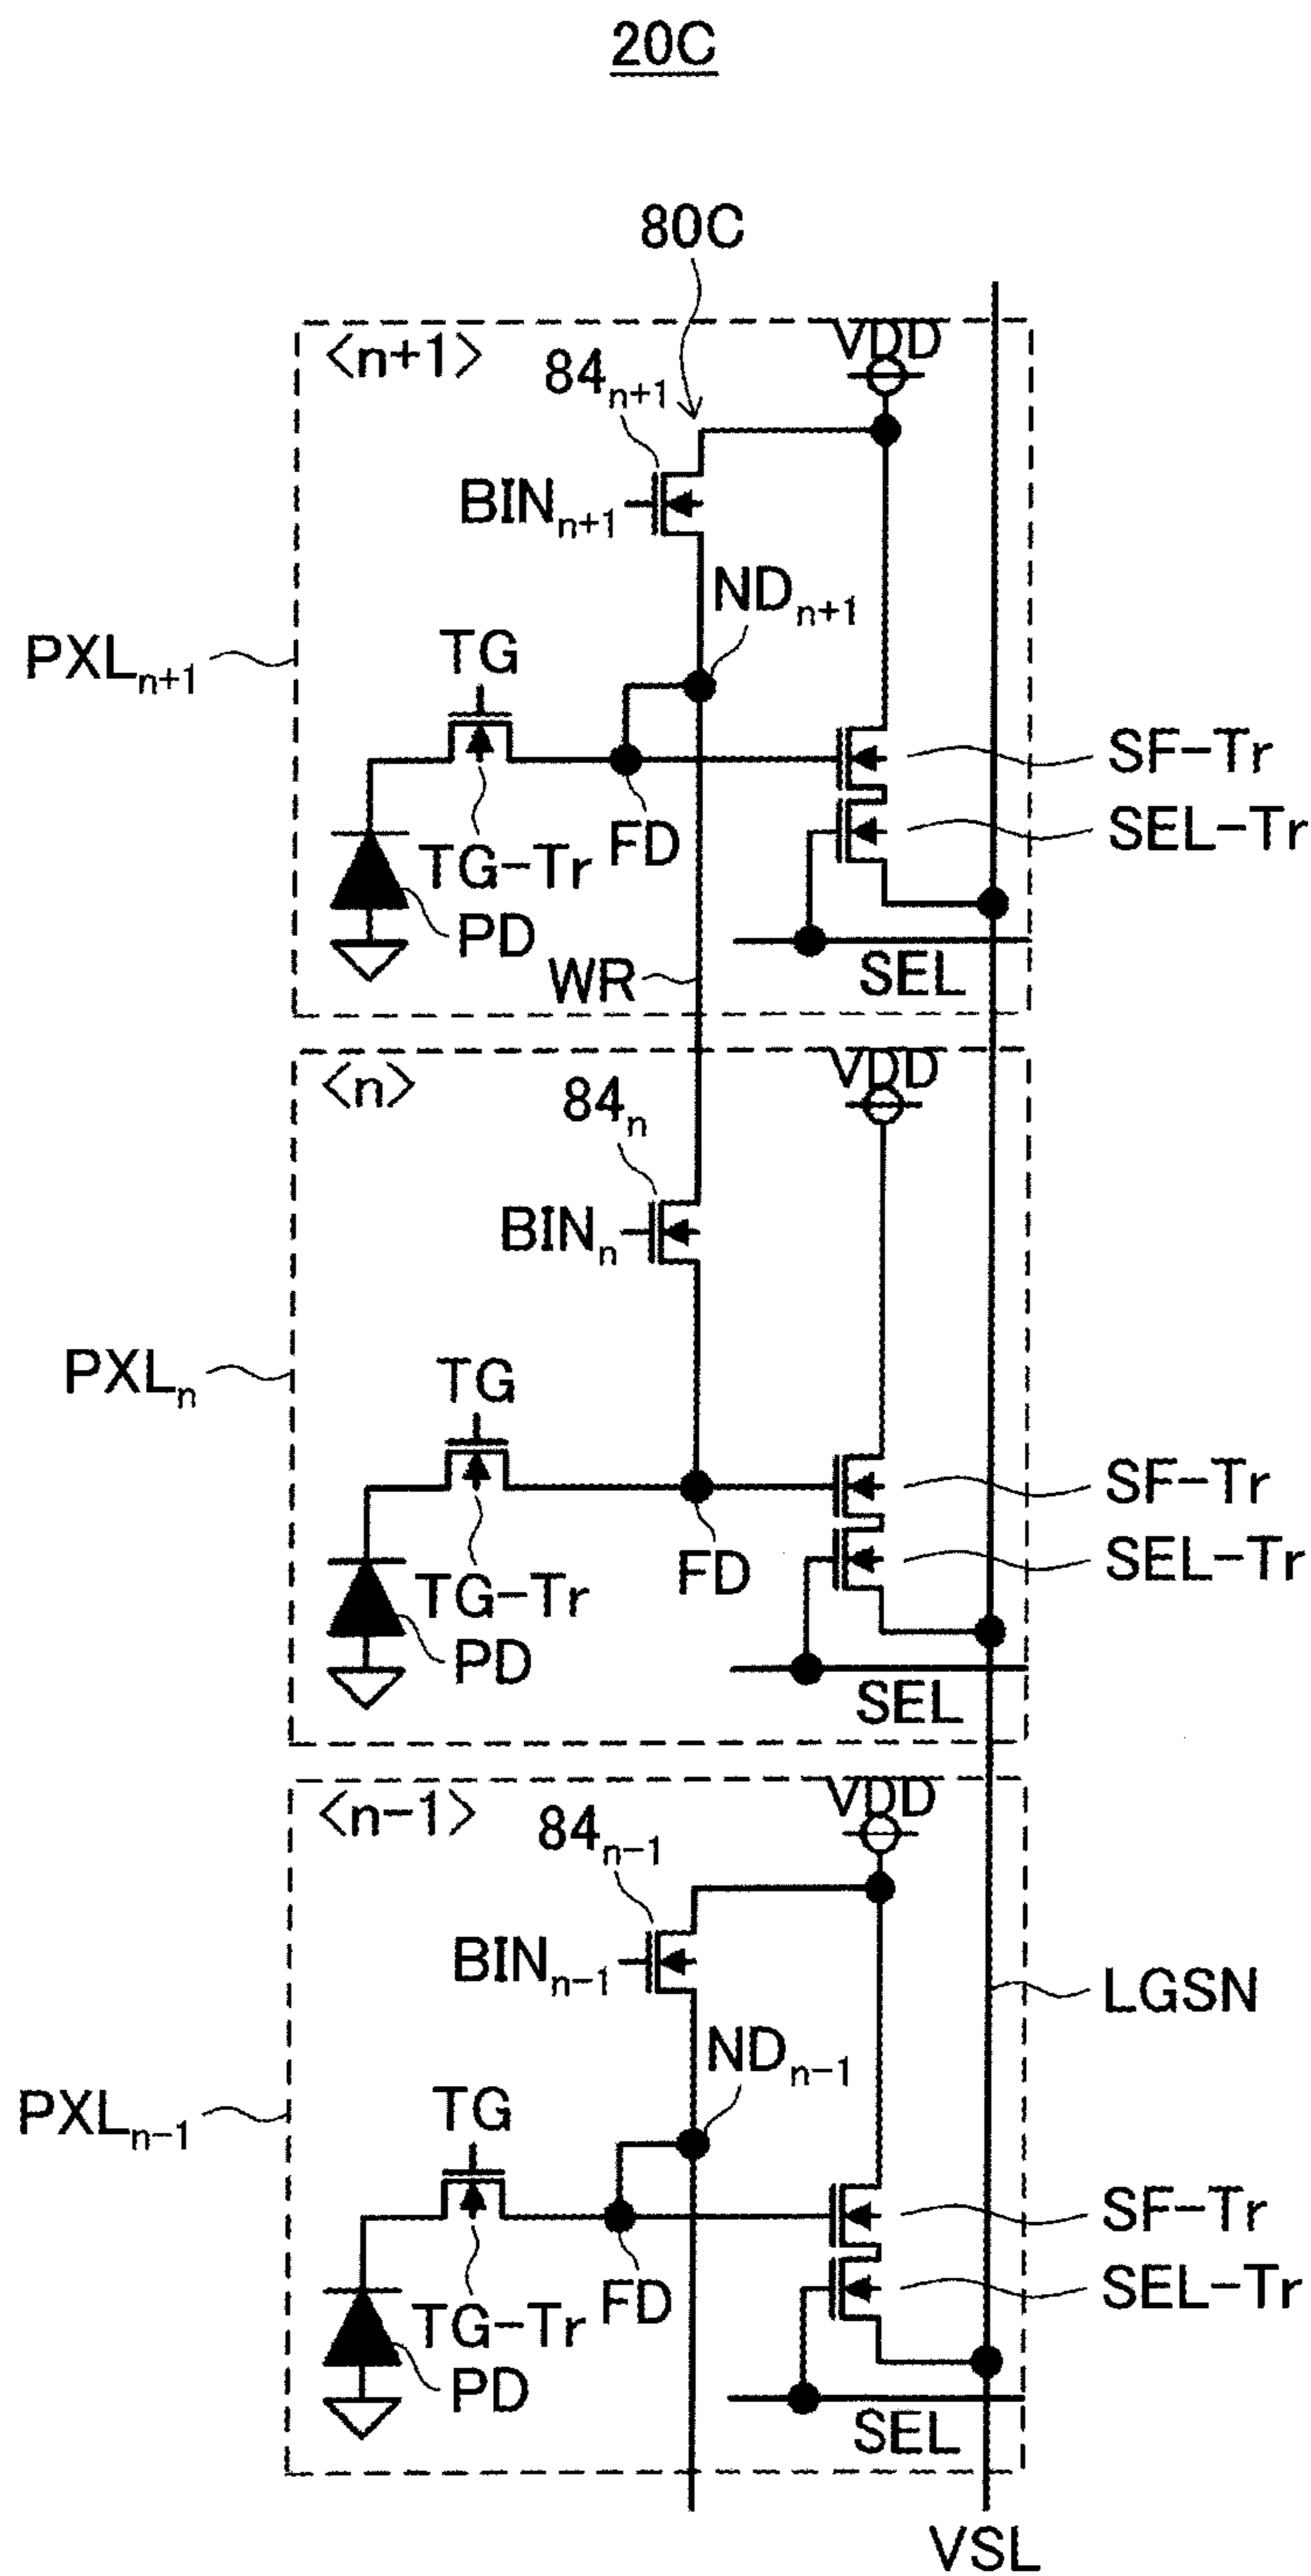 20C
80C
<n+1>
VDD
84n+1
BINn+1
NDn+1
PXLn+1
TG
SF-Tr
SEL-Tr
TG-Tr
FD
PD
WR
SEL
<n>
VDD
84n
BINn
PXLn
TG
SF-Tr
SEL-Tr
FD
TG-Tr
PD
SEL
<n-1>
VDD
84n-1
BINn-1
LGSN
NDn-1
PXLn-1
TG
SF-Tr
SEL-Tr
FD
TG-Tr
PD
SEL
VSL